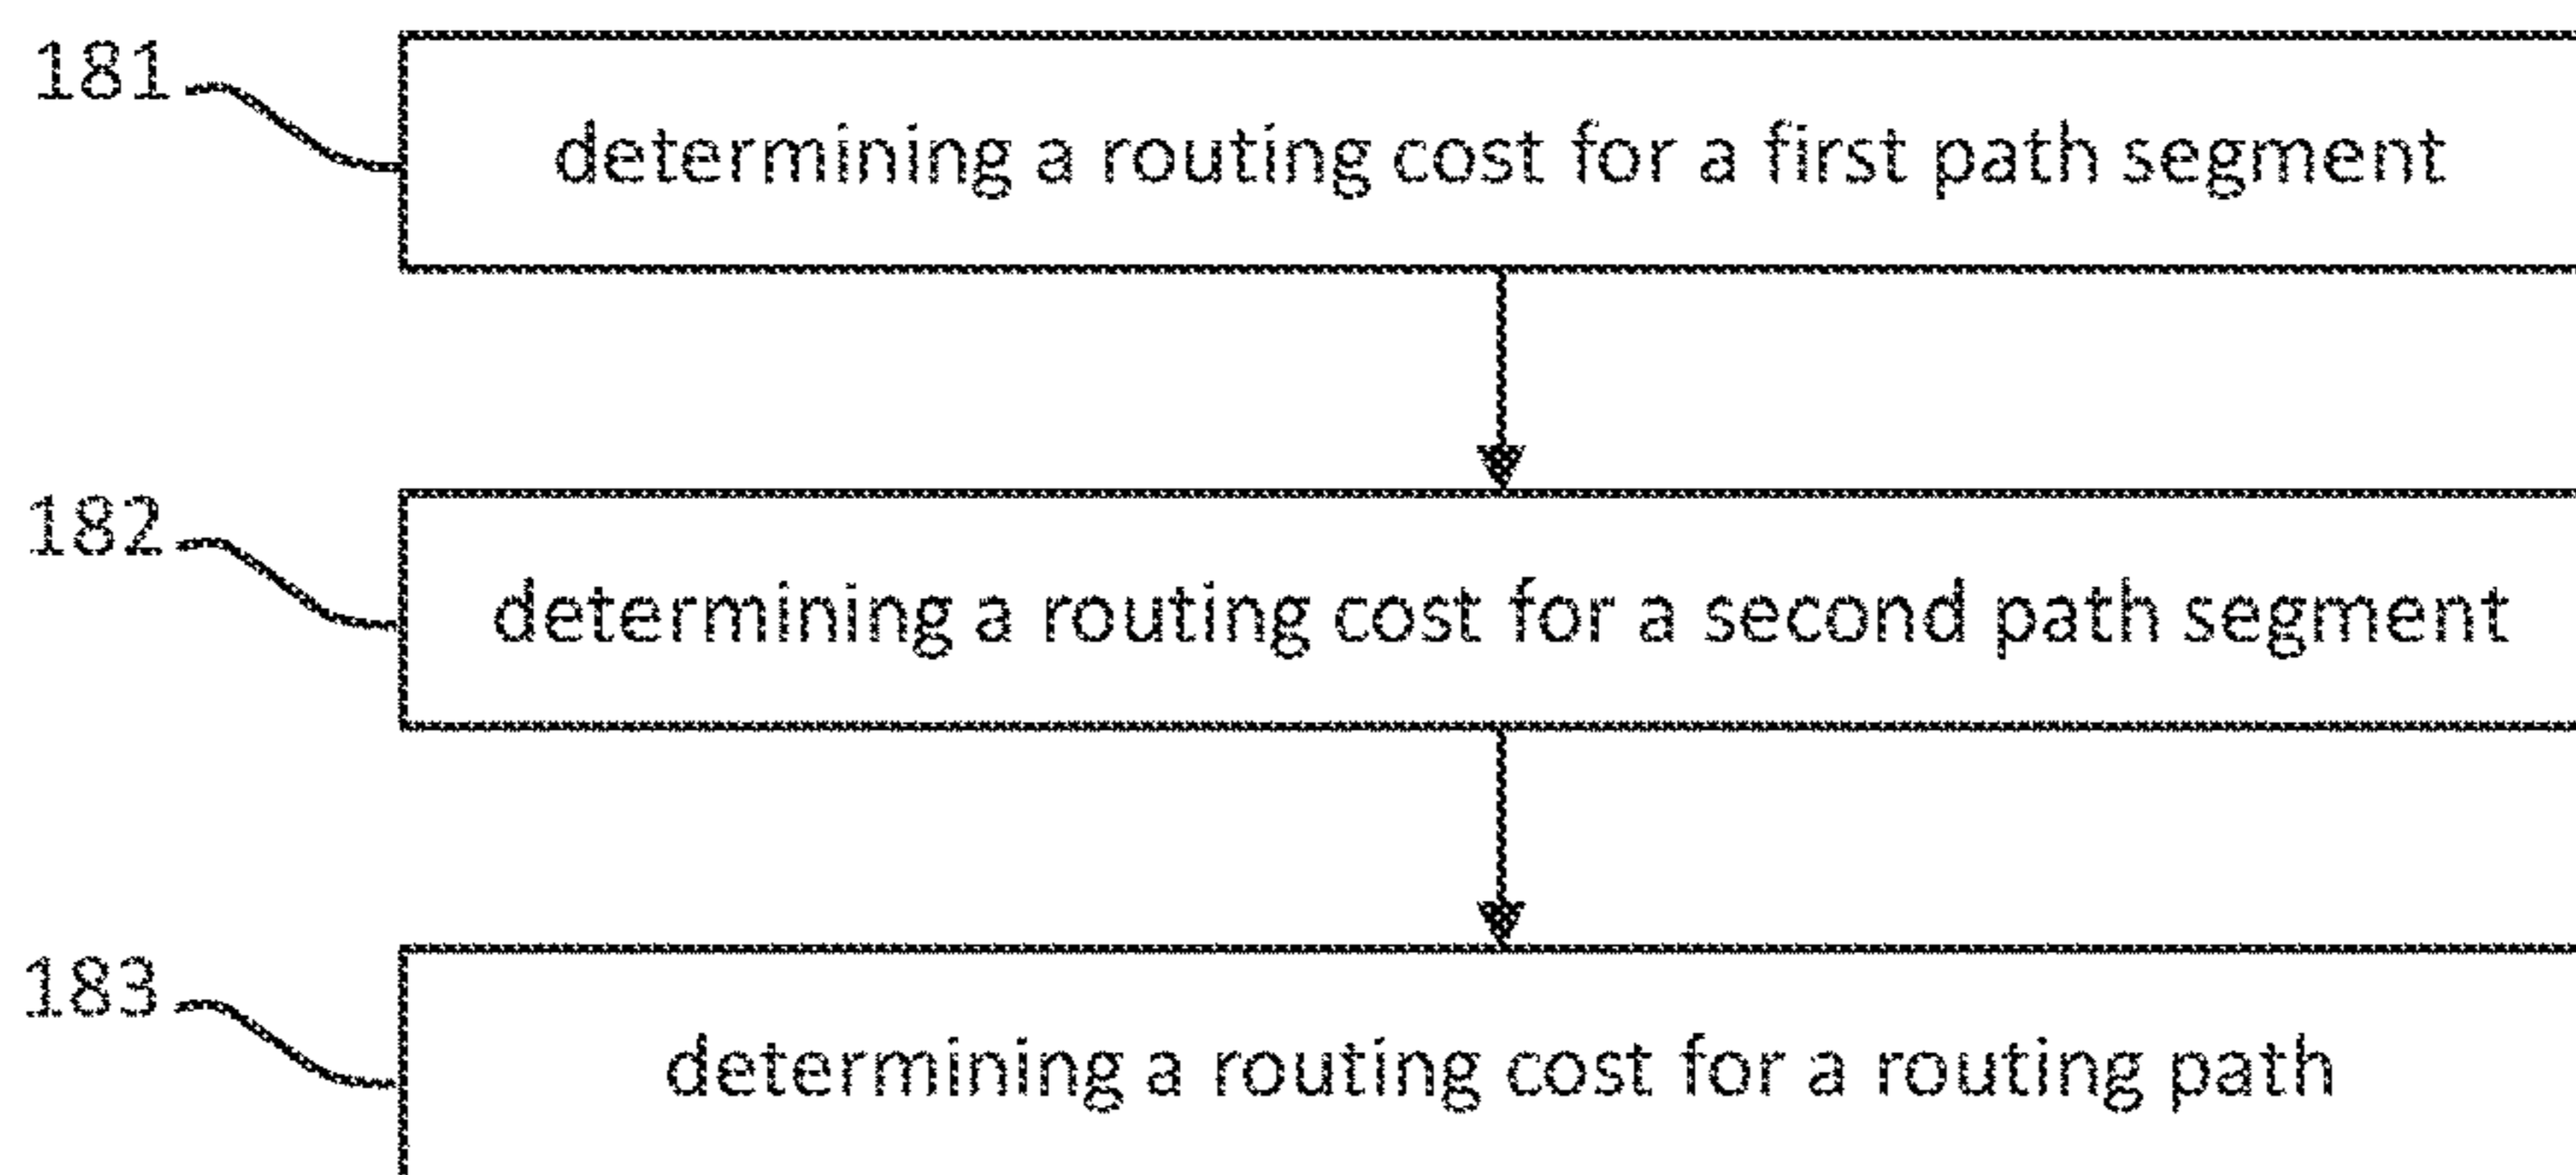 181
determining a routing cost for a first path segment
182
determining a routing cost for a second path segment
183
determining a routing cost for a routing path